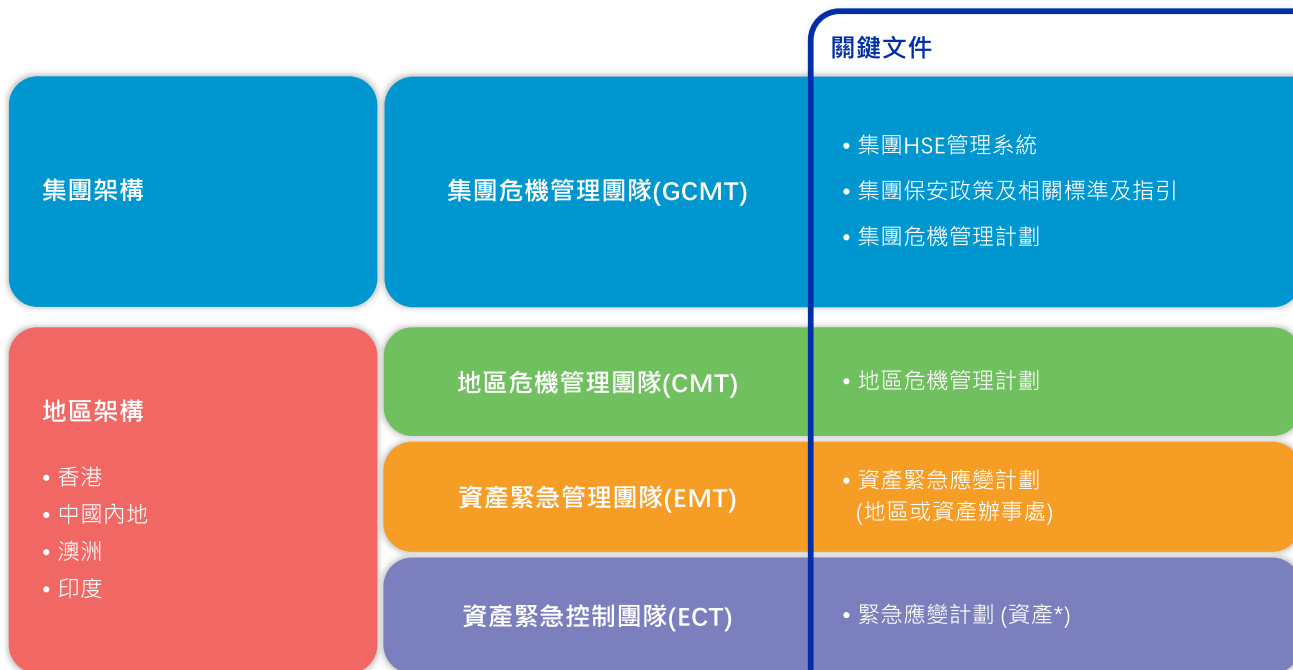 關鍵文件
集團架構
集團危機管理團隊(GCMT)
• 集團HSE管理系統
• 集團保安政策及相關標準及指引
• 集團危機管理計劃
地區架構
• 香港
• 中國內地
• 澳洲
• 印度
地區危機管理團隊(CMT)
• 地區危機管理計劃
資產緊急管理團隊(EMT)
• 資產緊急應變計劃
(地區或資產辦事處)
資產緊急控制團隊(ECT)
• 緊急應變計劃 (資產*)